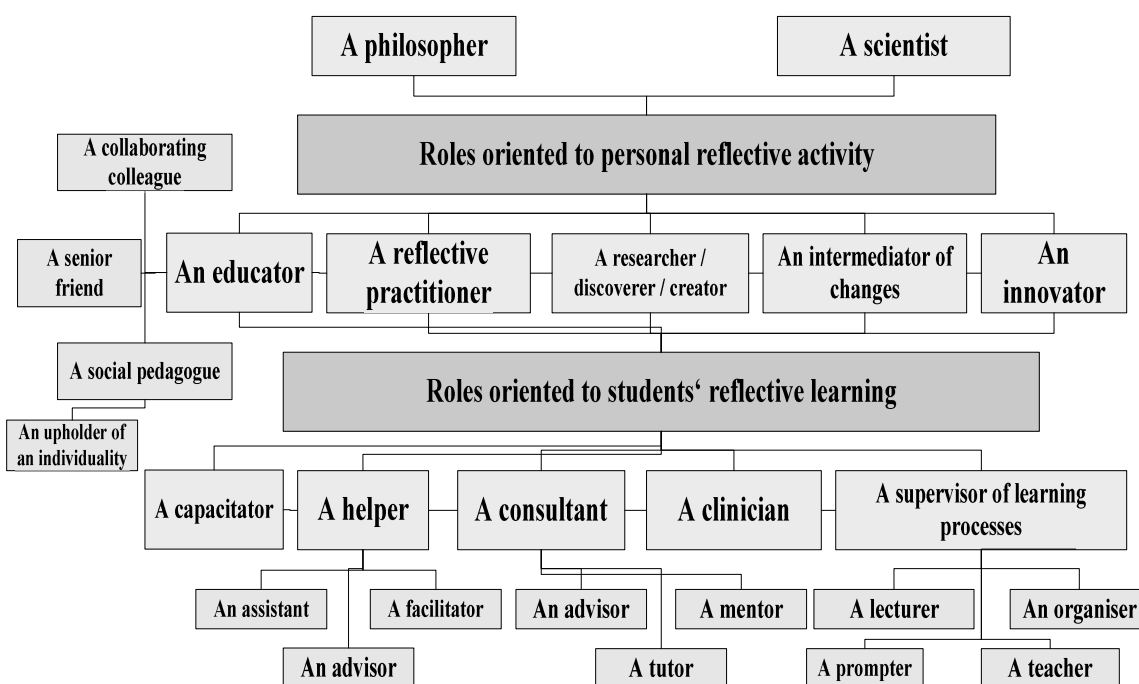 A philosopher
A scientist
Roles oriented to personal reflective activity
A collaborating
colleague
A senior
friend
An educator
A reflective
practitioner
A researcher /
discoverer / creator
An intermediator of
changes
An
innovator
A social pedagogue
Roles oriented to students‘ reflective learning
An upholder of
an individuality
A capacitator
A helper
A consultant
A clinician
A supervisor of learning
processes
An assistant
A facilitator
An advisor
A mentor
A lecturer
An organiser
An advisor
A tutor
A prompter
A teacher